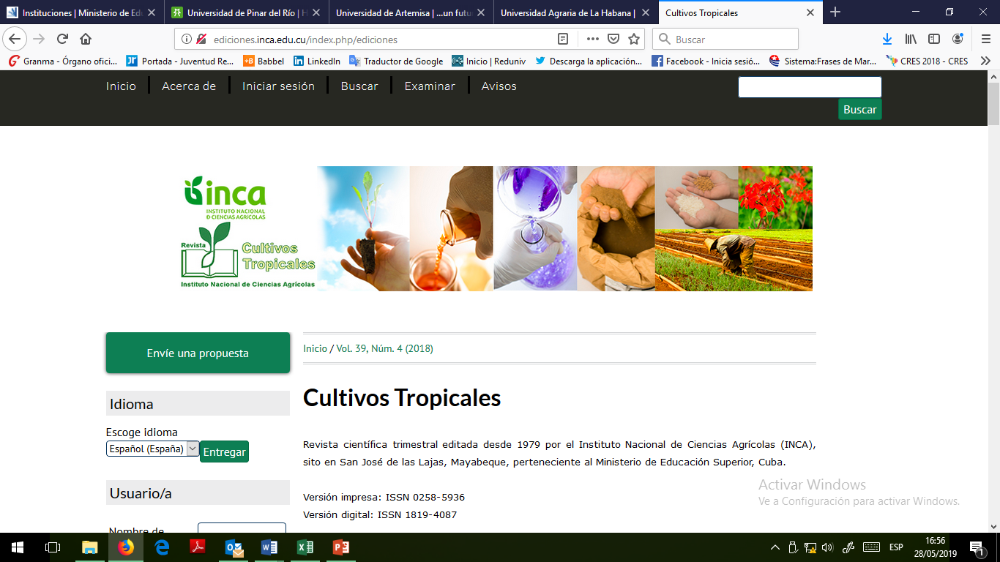 Instituciones | Ministerio de Edu
Universidad de Pinar del Río | H
Universidad de Artemisa | ...un futu
Universidad Agraria de La Habana |
Cultivos Tropicales
ediciones.inca.edu.cu/index.php/ediciones
Buscar
Granma - Órgano ofici...
Portada - Juventud Re...
Babbel
LinkedIn
Traductor de Google
Inicio | Reduniv
Descarga la aplicación...
Facebook - Inicia sesió...
Sistema:Frases de Mar...
CRES 2018 - CRES
Inicio
Acerca de
Iniciar sesión
Buscar
Examinar
Avisos
Buscar
inca
INSTITUTO NACIONAL
D CIENCIAS AGRÍCOLAS
Revista
Cultivos
Tropicales
Instituto Nacional de Ciencias Agrícolas
Envíe una propuesta
Inicio / Vol. 39, Núm. 4 (2018)
Idioma
Escoge idioma
Español (España)
Entregar
Usuario/a
Nombre de
Cultivos Tropicales
Revista científica trimestral editada desde 1979 por el Instituto Nacional de Ciencias Agrícolas (INCA),
sito en San José de las Lajas, Mayabeque, perteneciente al Ministerio de Educación Superior, Cuba.
Versión impresa: ISSN 0258-5936
Versión digital: ISSN 1819-4087
Activar Windows
Ve a Configuración para activar Windows.
ESP
16:56
28/05/2019
1